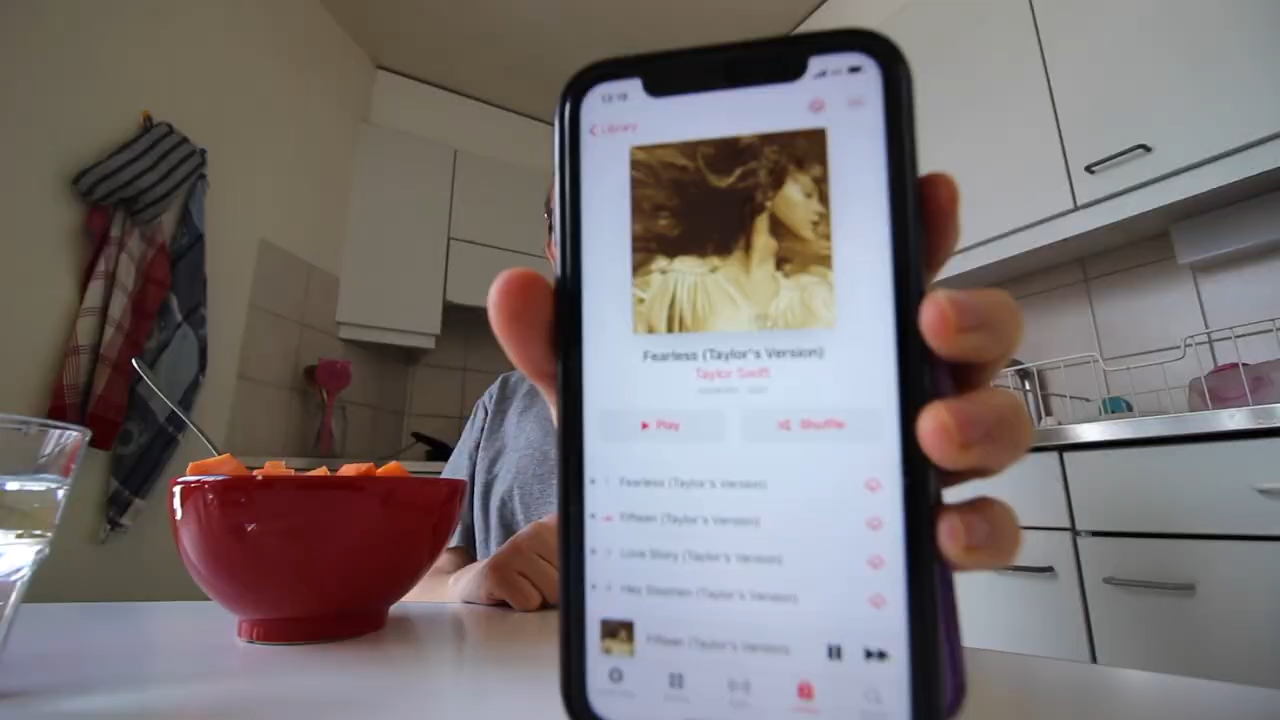 Library
Fearless (Taylor's Version)
Taylor Swift
Play
Shuffle
Fearless (Taylor's Version)
Fifteen (Taylor's Version)
Love Story (Taylor's Version)
Hey Stephen (Taylor's Version)
Fifteen (Taylor's Version)